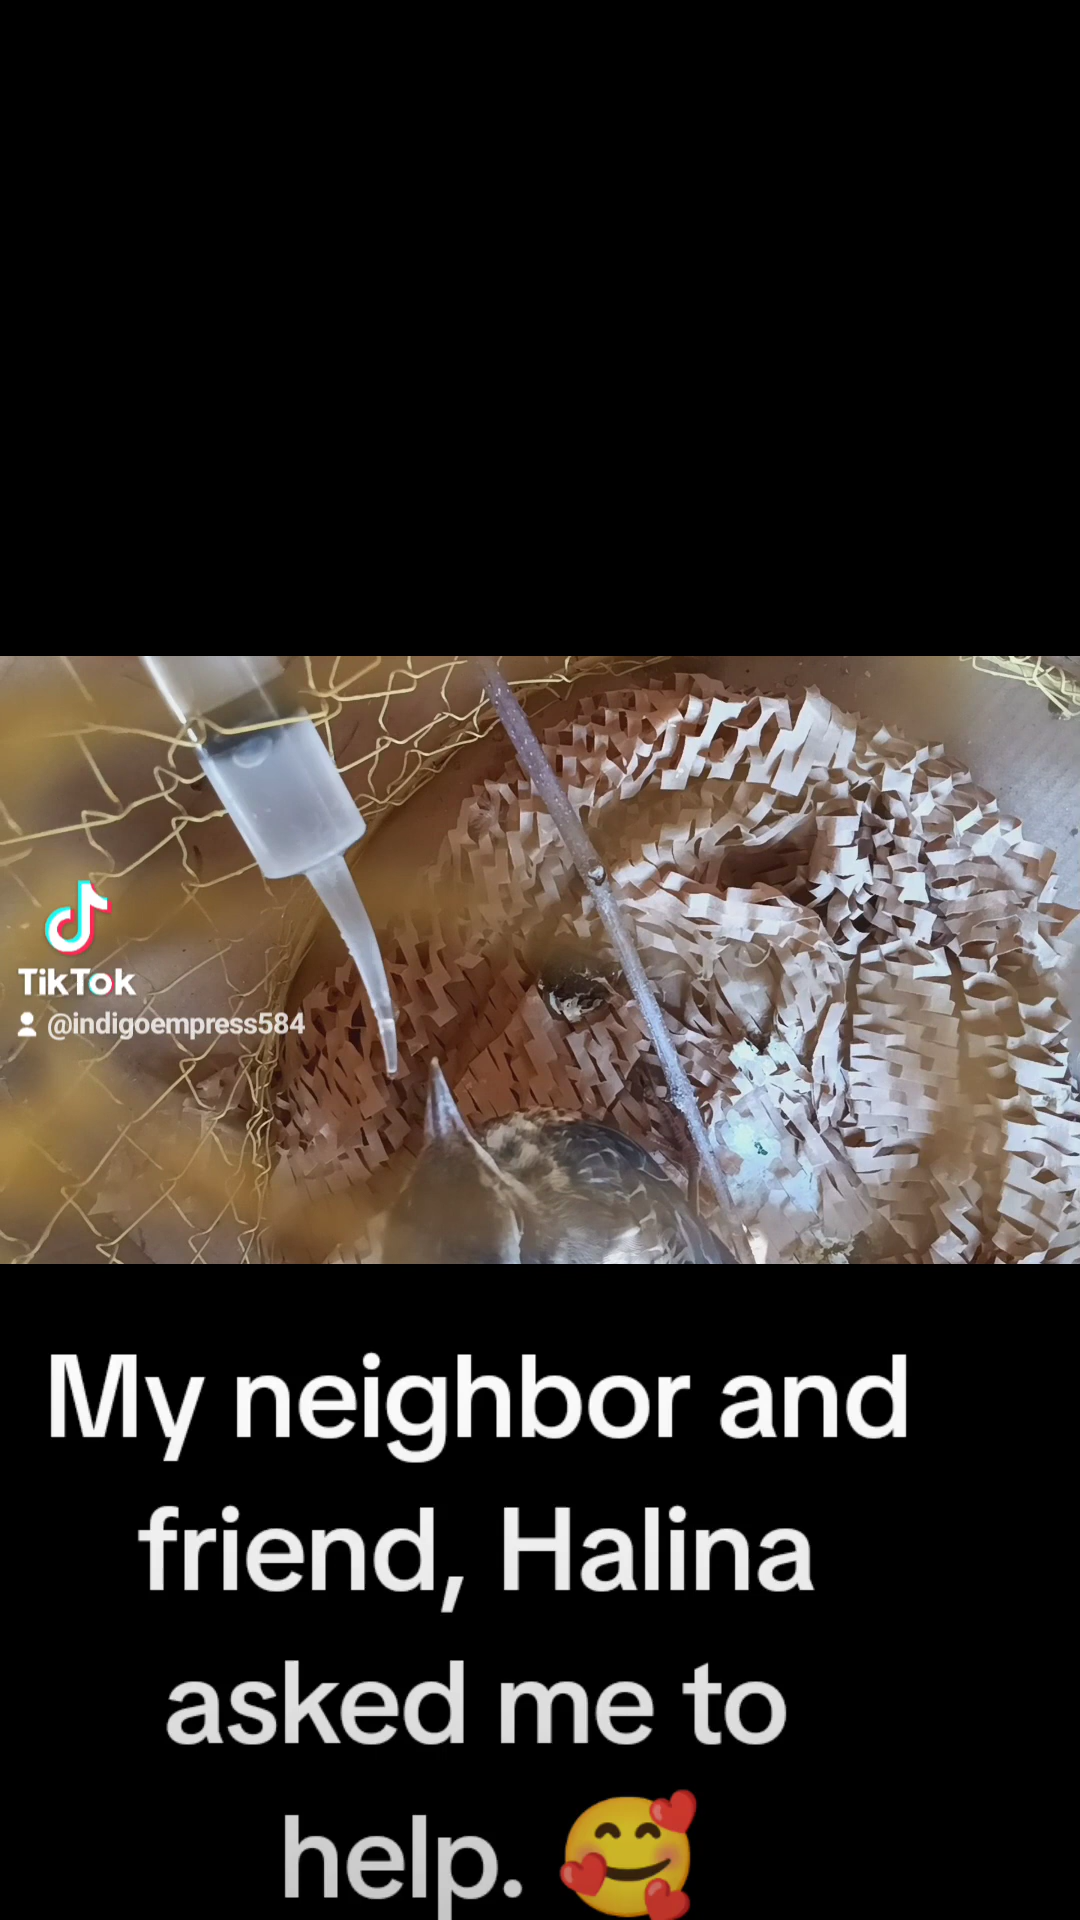 TikTok
@indigoempress584
My neighbor and
friend, Halina
asked me to
help. 🥰